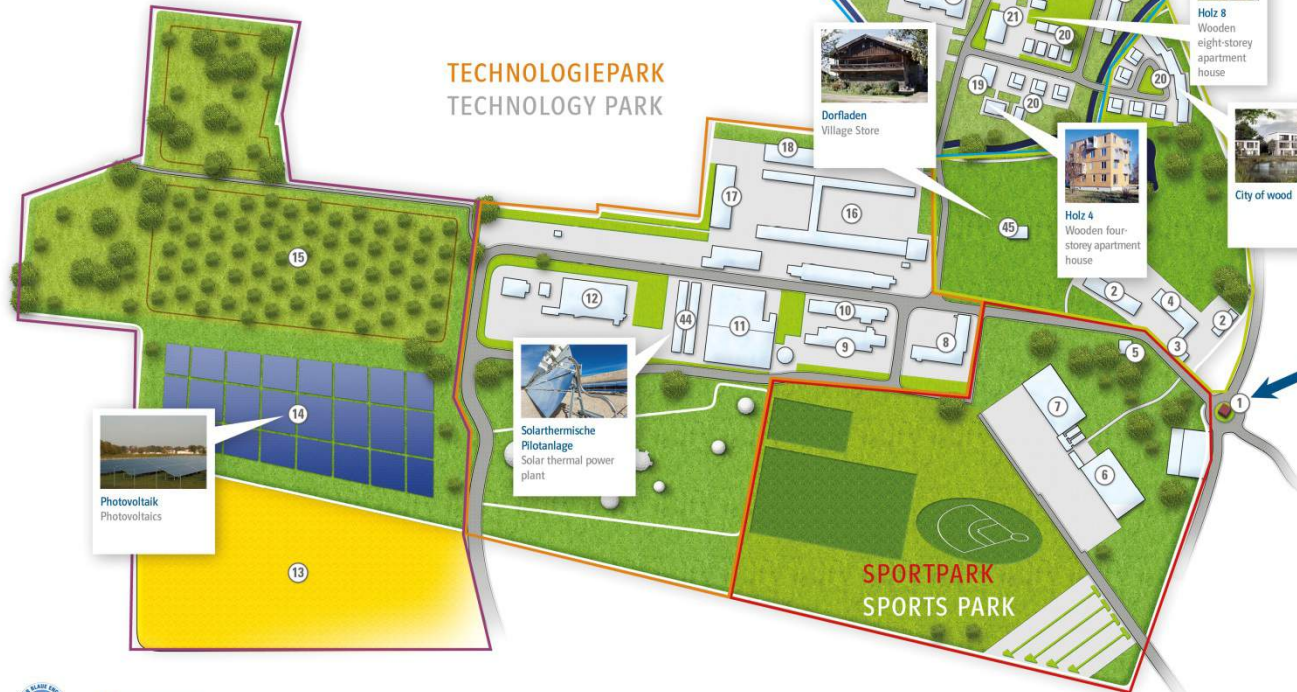 TECHNOLOGIEPARK
TECHNOLOGY PARK
Holz 8
Wooden
eight-storey
apartment
house
21
20
19
20
20
Dorfladen
Village Store
Holz 4
Wooden four-
storey apartment
house
City of wood
18
17
16
45
15
12
44
11
10
9
8
2
4
2
3
5
1
7
6
Solarthermische
Pilotanlage
Solar thermal power
plant
14
Photovoltaik
Photovoltaics
13
SPORTPARK
SPORTS PARK